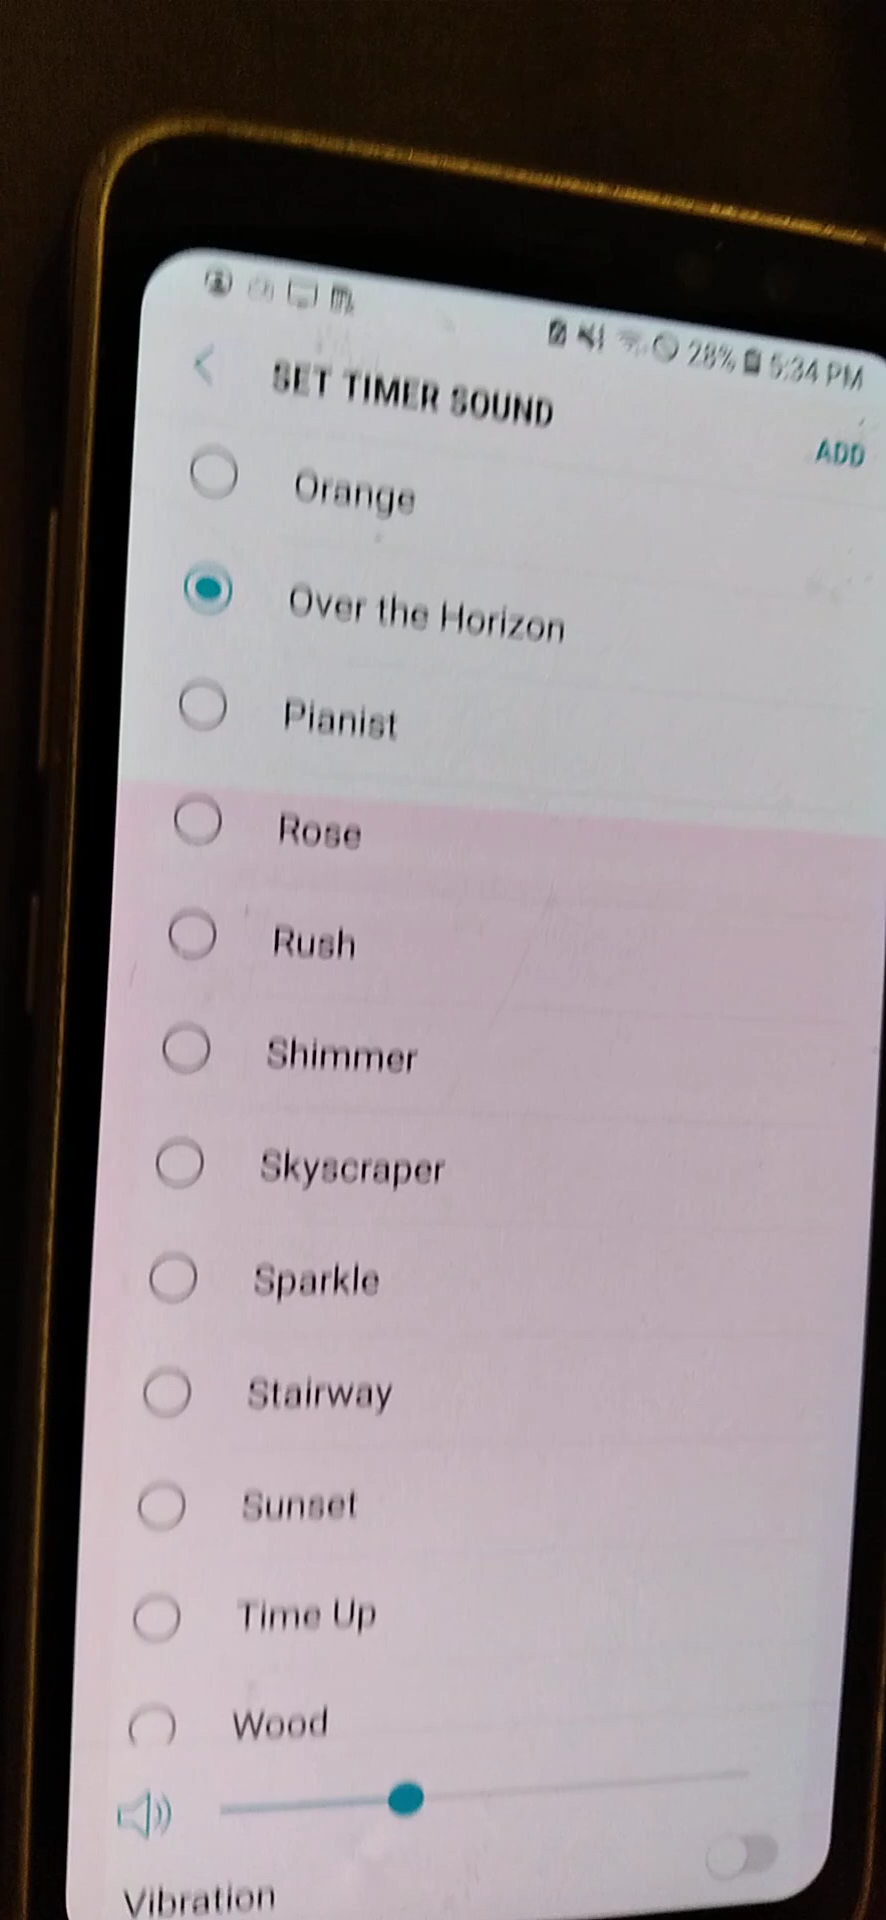 28% 5:34 PM
SET TIMER SOUND
ADD
Orange
Over the Horizon
Pianist
Rose
Rush
Shimmer
Skyscraper
Sparkle
Stairway
Sunset
Time Up
Wood
Vibration